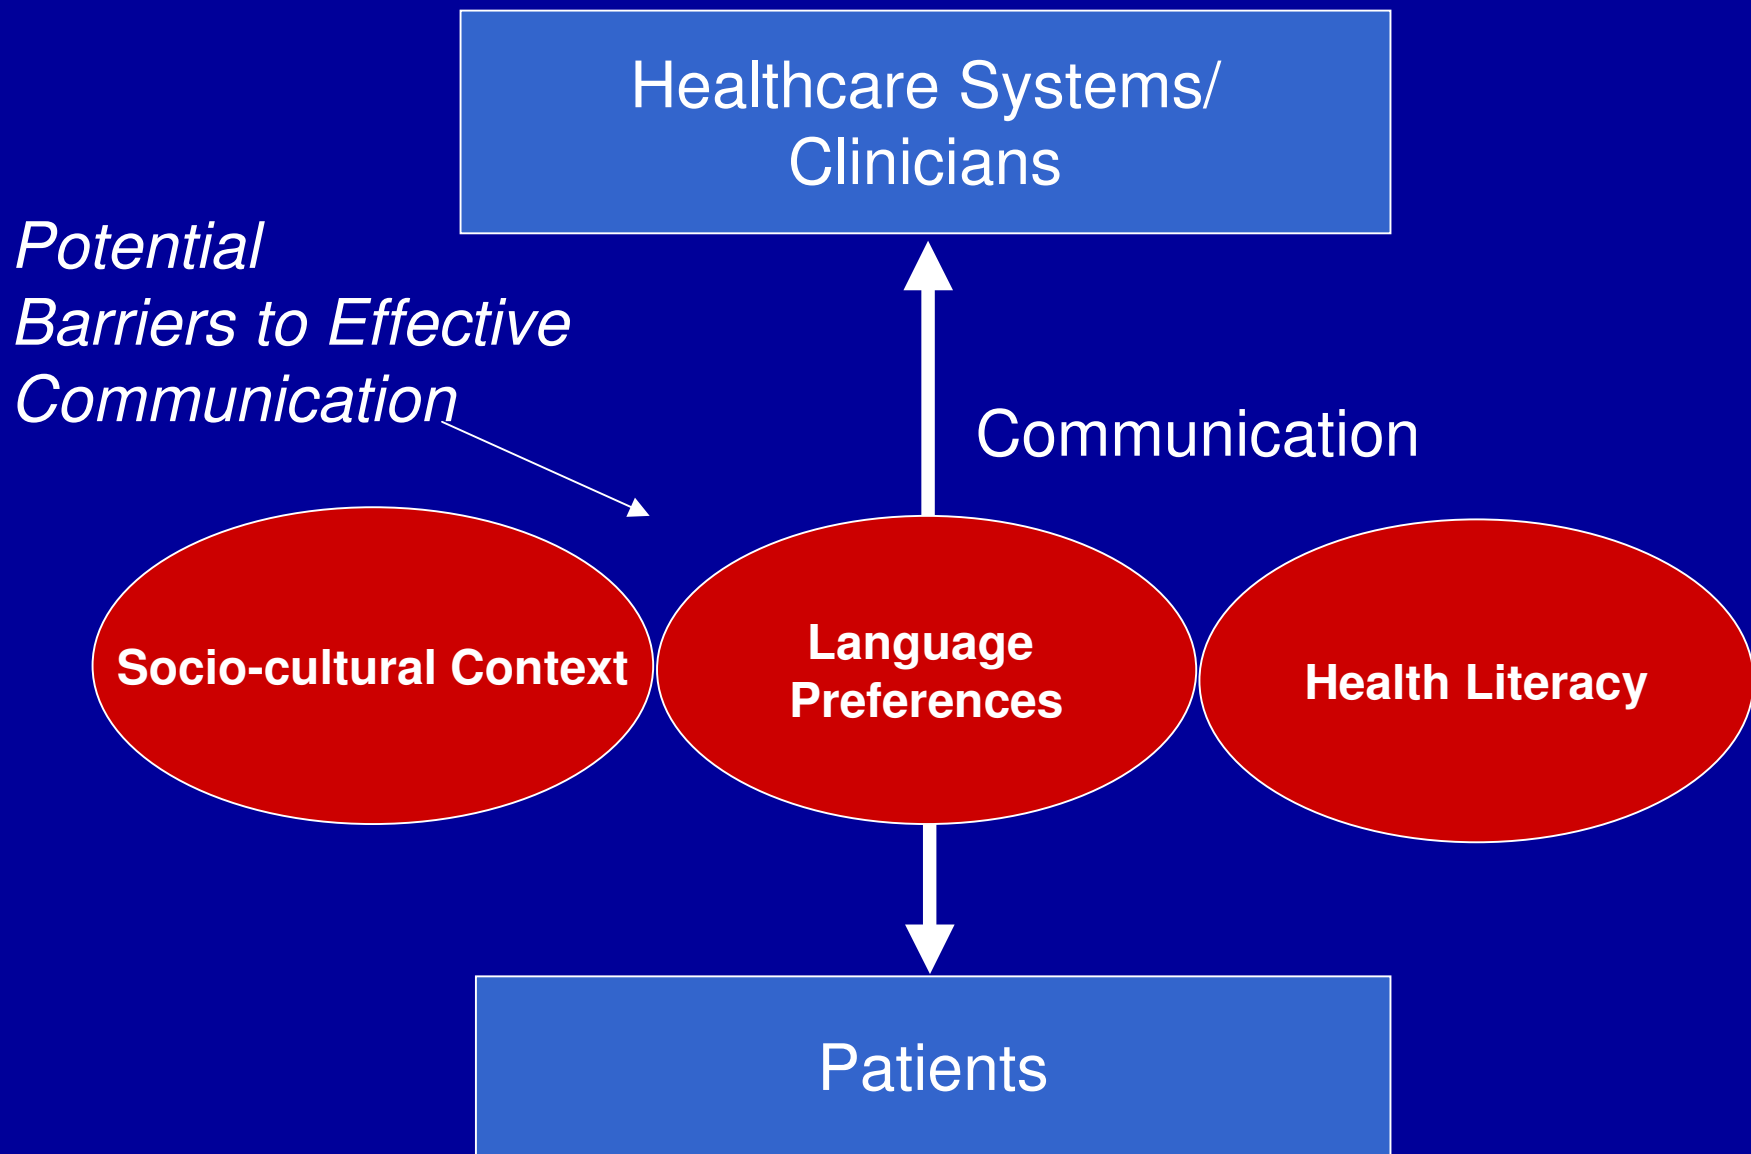 Healthcare Systems/
Clinicians
Potential
Barriers to Effective
Communication
Communication
Socio-cultural Context
Language
Preferences
Health Literacy
Patients